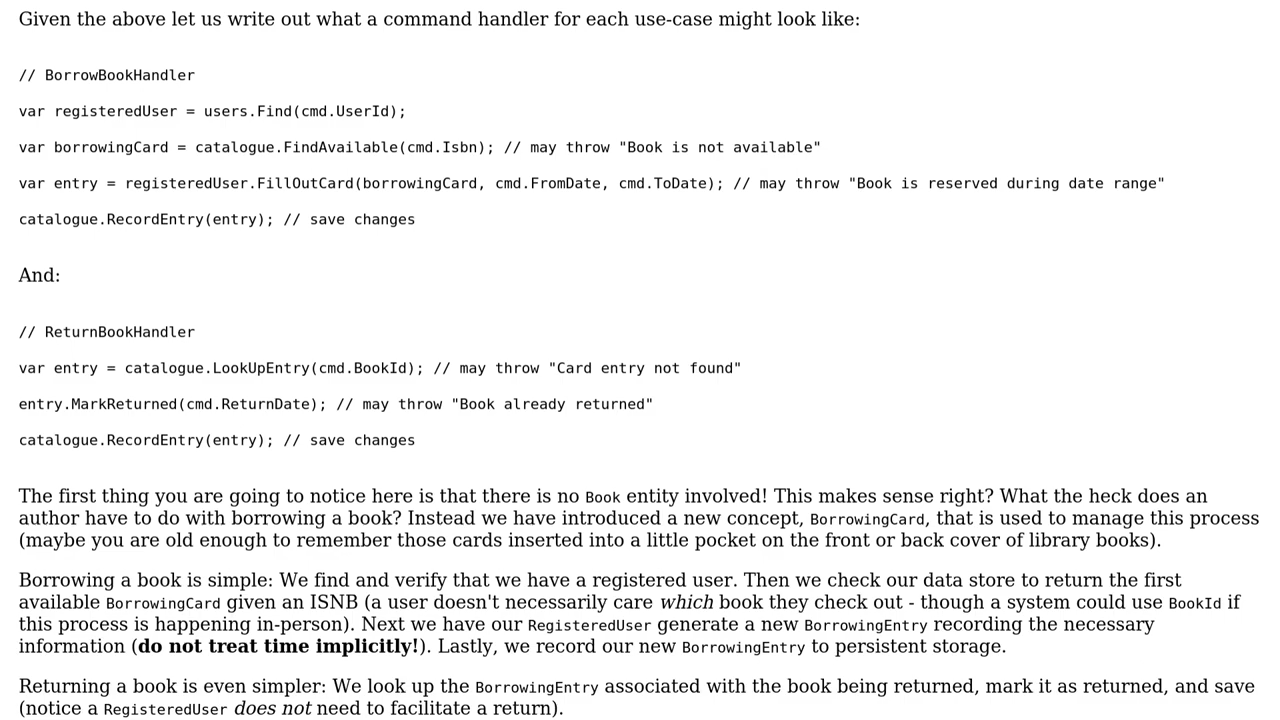 Given the above let us write out what a command handler for each use-case might look like:
// BorrowBookHandler
var registeredUser = users.Find(cmd.UserId);
var borrowingCard = catalogue.FindAvailable(cmd.Isbn); // may throw "Book is not available"
var entry = registeredUser.FillOutCard(borrowingCard, cmd.FromDate, cmd.ToDate); // may throw "Book is reserved during date range"
catalogue.RecordEntry(entry); // save changes
And:
// ReturnBookHandler
var entry = catalogue.LookUpEntry(cmd.BookId); // may throw "Card entry not found"
entry.MarkReturned(cmd.ReturnDate); // may throw "Book already returned"
catalogue.RecordEntry(entry); // save changes
The first thing you are going to notice here is that there is no Book entity involved! This makes sense right? What the heck does an
author have to do with borrowing a book? Instead we have introduced a new concept, BorrowingCard, that is used to manage this process
(maybe you are old enough to remember those cards inserted into a little pocket on the front or back cover of library books).
Borrowing a book is simple: We find and verify that we have a registered user. Then we check our data store to return the first
available BorrowingCard given an ISNB (a user doesn't necessarily care which book they check out - though a system could use BookId if
this process is happening in-person). Next we have our RegisteredUser generate a new BorrowingEntry recording the necessary
information (do not treat time implicitly!). Lastly, we record our new BorrowingEntry to persistent storage.
Returning a book is even simpler: We look up the BorrowingEntry associated with the book being returned, mark it as returned, and save
(notice a RegisteredUser does not need to facilitate a return).